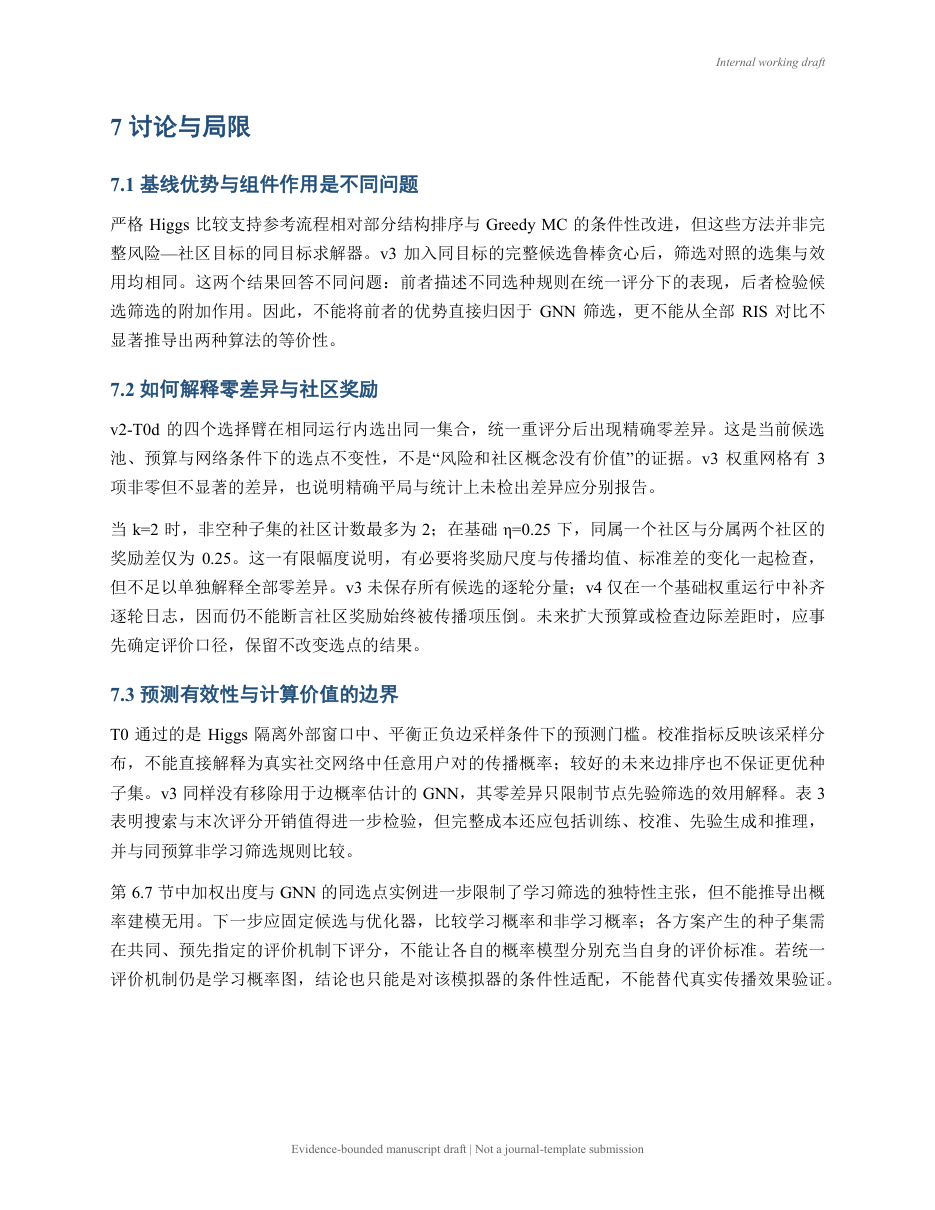 Internal working draft
7 讨论与局限
7.1 基线优势与组件作用是不同问题
严格 Higgs 比较支持参考流程相对部分结构排序与 Greedy MC 的条件性改进，但这些方法并非完
整风险—社区目标的同目标求解器。v3 加入同目标的完整候选鲁棒贪心后，筛选对照的选集与效
用均相同。这两个结果回答不同问题：前者描述不同选种规则在统一评分下的表现，后者检验候
选筛选的附加作用。因此，不能将前者的优势直接归因于 GNN 筛选，更不能从全部 RIS 对比不
显著推导出两种算法的等价性。
7.2 如何解释零差异与社区奖励
v2-T0d 的四个选择臂在相同运行内选出同一集合，统一重评分后出现精确零差异。这是当前候选
池、预算与网络条件下的选点不变性，不是“风险和社区概念没有价值”的证据。v3 权重网格有 3
项非零但不显著的差异，也说明精确平局与统计上未检出差异应分别报告。
当 k=2 时，非空种子集的社区计数最多为 2；在基础 η=0.25 下，同属一个社区与分属两个社区的
奖励差仅为 0.25。这一有限幅度说明，有必要将奖励尺度与传播均值、标准差的变化一起检查，
但不足以单独解释全部零差异。v3 未保存所有候选的逐轮分量；v4 仅在一个基础权重运行中补齐
逐轮日志，因而仍不能断言社区奖励始终被传播项压倒。未来扩大预算或检查边际差距时，应事
先确定评价口径，保留不改变选点的结果。
7.3 预测有效性与计算价值的边界
T0 通过的是 Higgs 隔离外部窗口中、平衡正负边采样条件下的预测门槛。校准指标反映该采样分
布，不能直接解释为真实社交网络中任意用户对的传播概率；较好的未来边排序也不保证更优种
子集。v3 同样没有移除用于边概率估计的 GNN，其零差异只限制节点先验筛选的效用解释。表 3
表明搜索与末次评分开销值得进一步检验，但完整成本还应包括训练、校准、先验生成和推理，
并与同预算非学习筛选规则比较。
第 6.7 节中加权出度与 GNN 的同选点实例进一步限制了学习筛选的独特性主张，但不能推导出概
率建模无用。下一步应固定候选与优化器，比较学习概率和非学习概率；各方案产生的种子集需
在共同、预先指定的评价机制下评分，不能让各自的概率模型分别充当自身的评价标准。若统一
评价机制仍是学习概率图，结论也只能是对该模拟器的条件性适配，不能替代真实传播效果验证。
Evidence-bounded manuscript draft | Not a journal-template submission